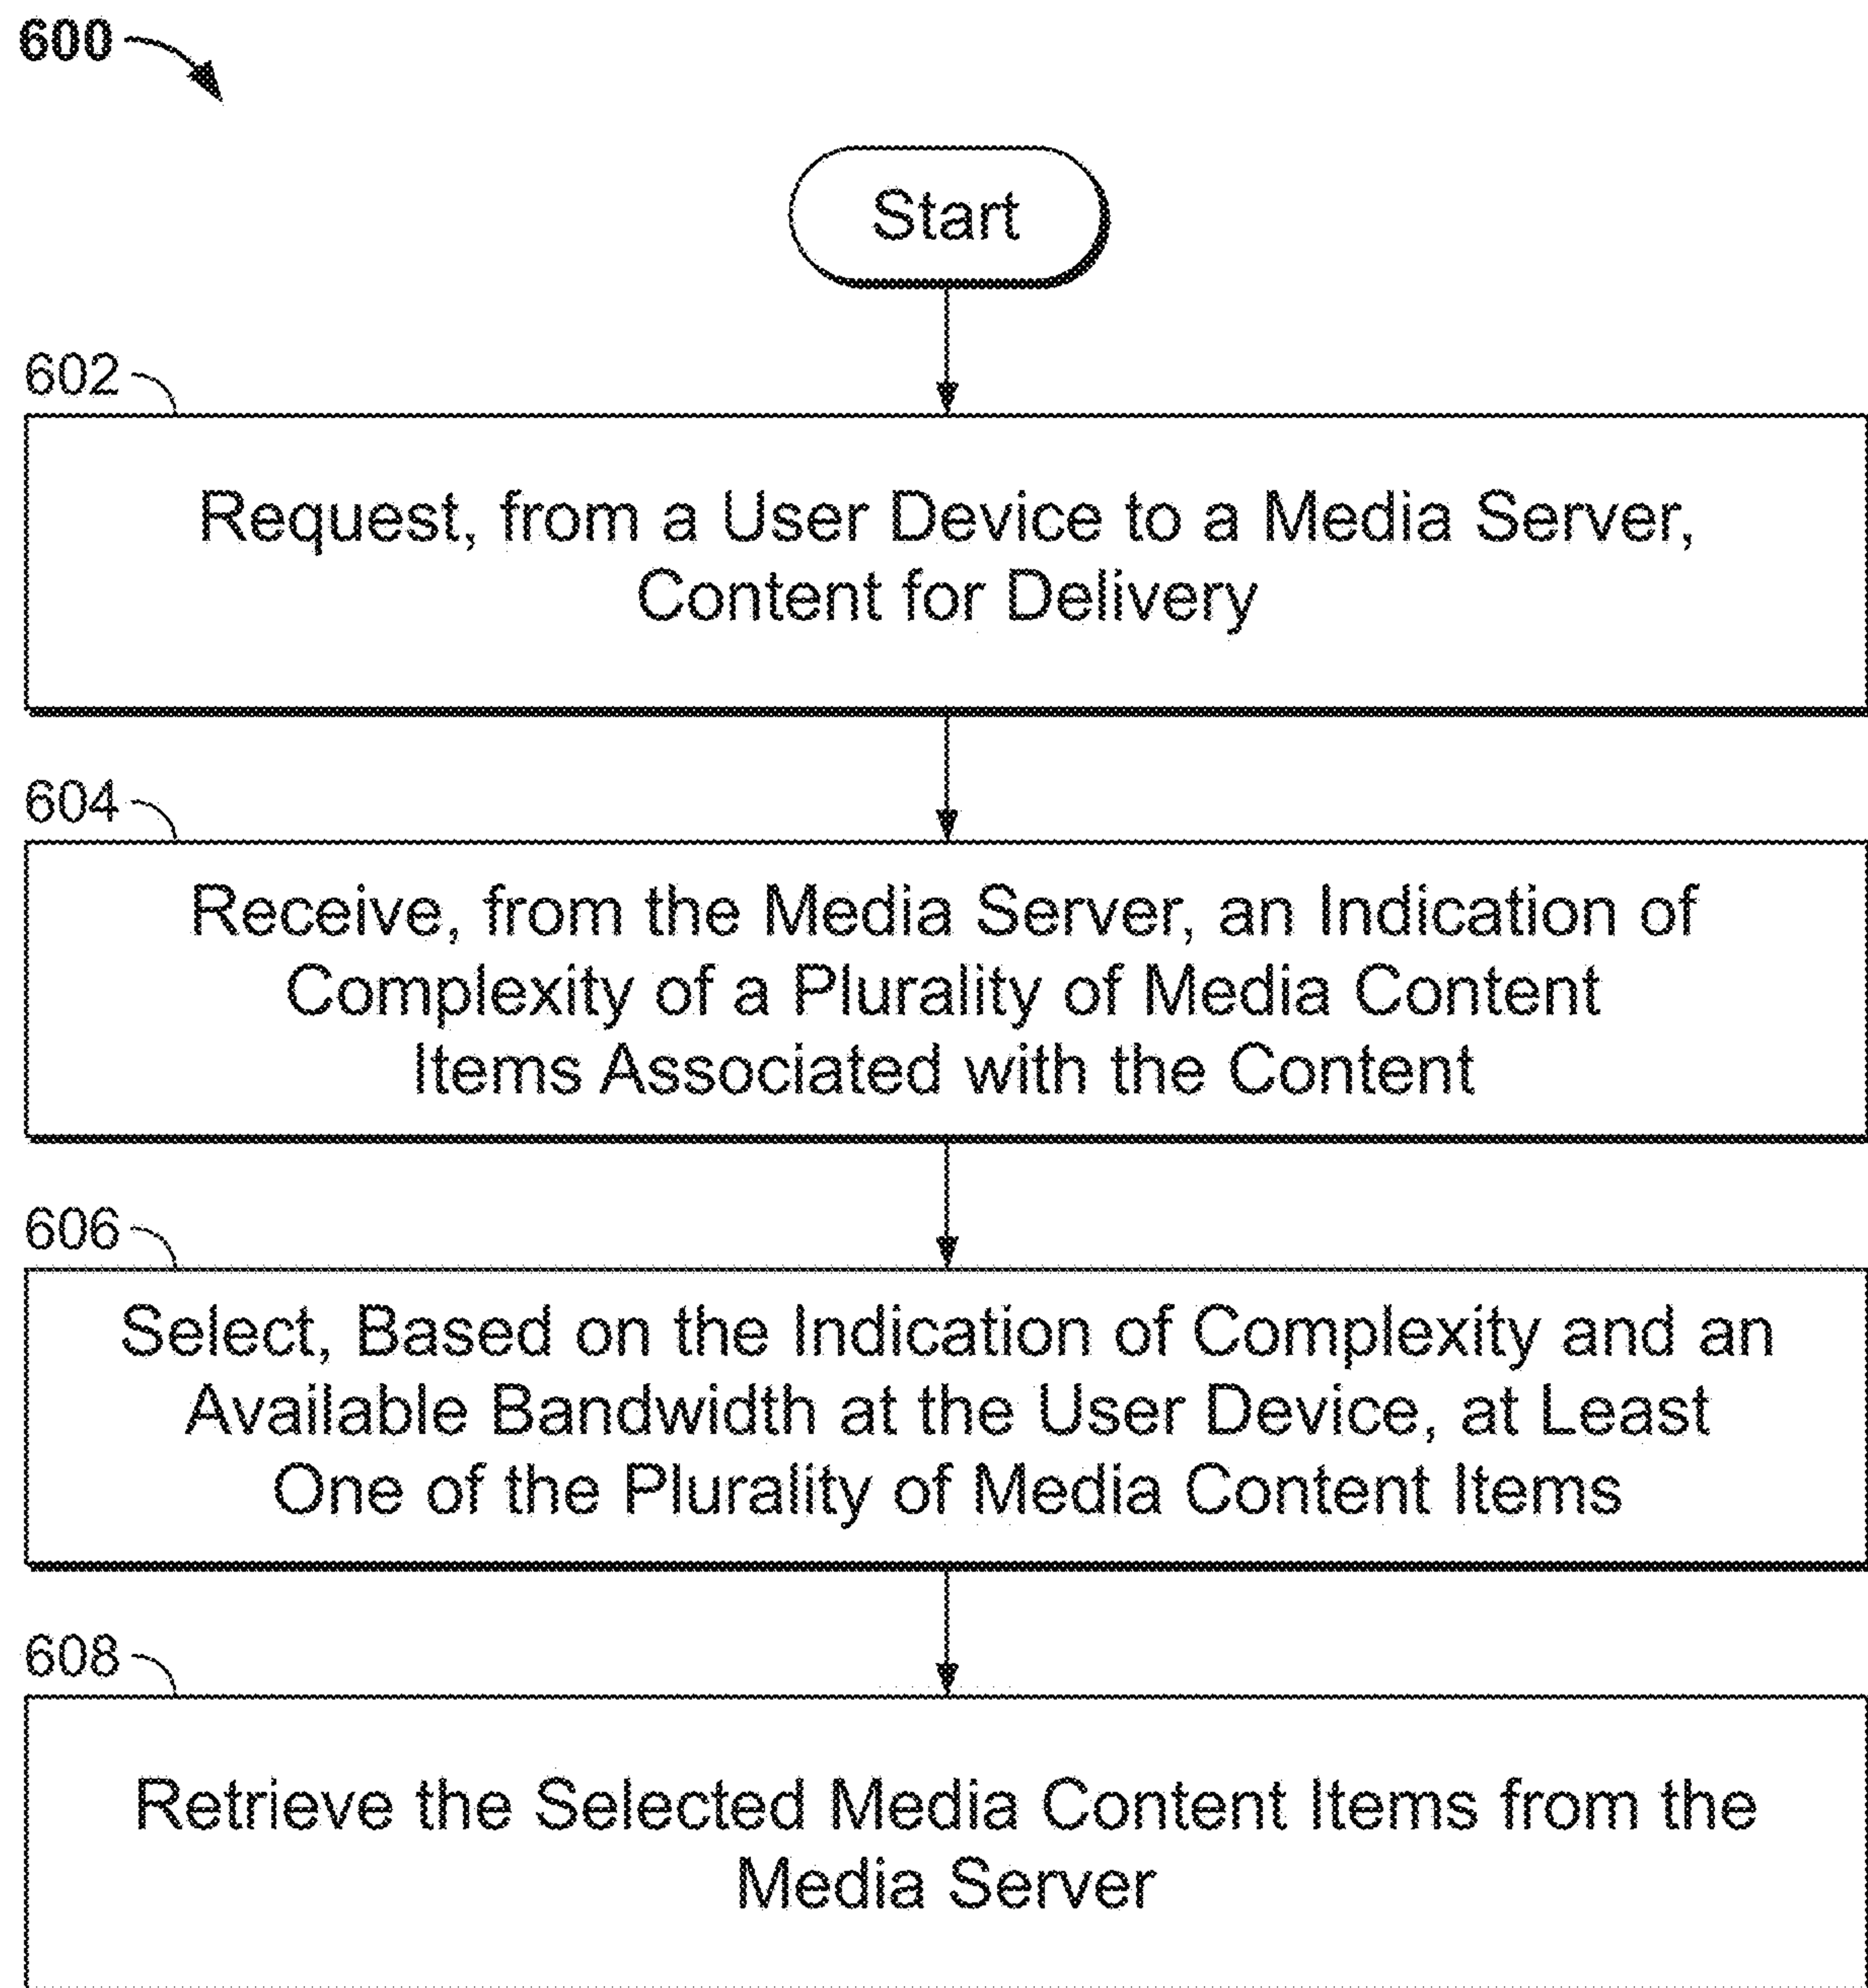 600
Start
602
Request, from a User Device to a Media Server,
Content for Delivery
604
Receive, from the Media Server, an Indication of
Complexity of a Plurality of Media Content
Items Associated with the Content
606
Select, Based on the Indication of Complexity and an
Available Bandwidth at the User Device, at Least
One of the Plurality of Media Content Items
608
Retrieve the Selected Media Content Items from the
Media Server